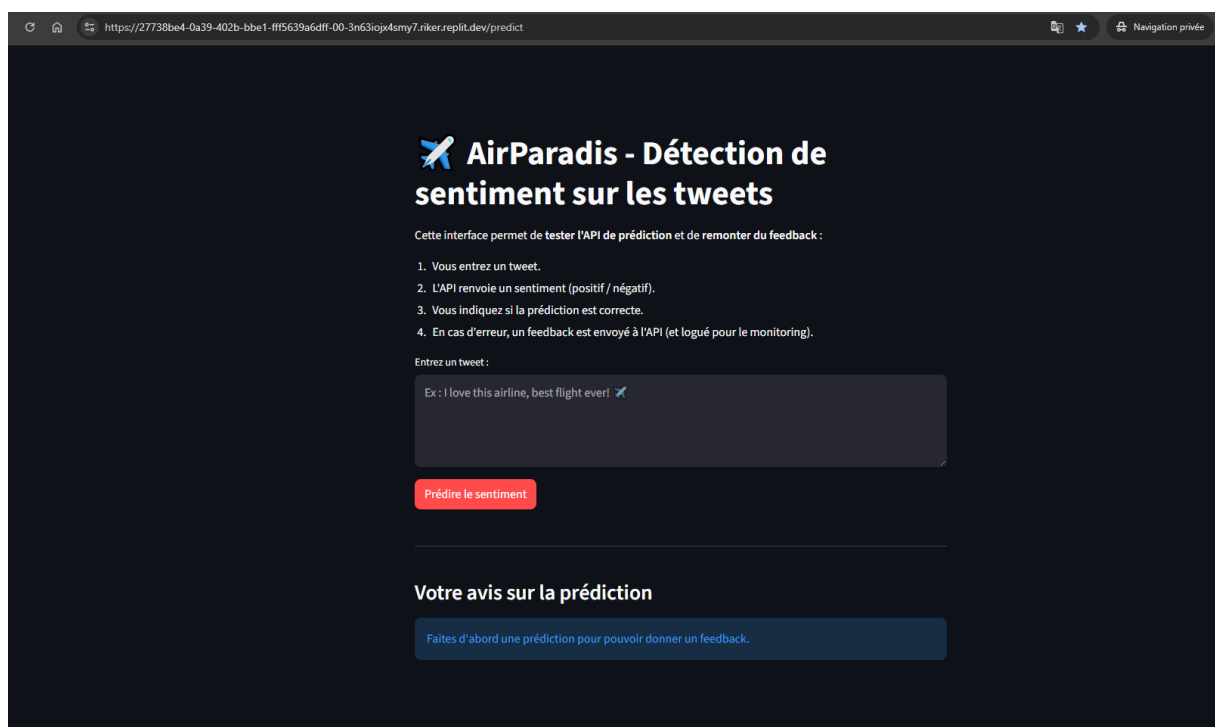 https://27738be4-0a39-402b-bbe1-fff5639a6dff-00-3n63iojx4smy7.riker.replit.dev/predict
Navigation privée
AirParadis - Détection de
sentiment sur les tweets
Cette interface permet de tester l'API de prédiction et de remonter du feedback :
1. Vous entrez un tweet.
2. L'API renvoie un sentiment (positif / négatif).
3. Vous indiquez si la prédiction est correcte.
4. En cas d'erreur, un feedback est envoyé à l'API (et logué pour le monitoring).
Entrez un tweet :
Ex : I love this airline, best flight ever! ✈️
Prédire le sentiment
Votre avis sur la prédiction
Faites d'abord une prédiction pour pouvoir donner un feedback.